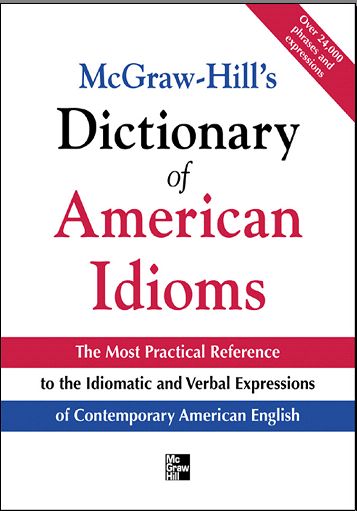 Over 24,000
phrases and
expressions
McGraw-Hill's
Dictionary
of
American
Idioms
The Most Practical Reference
to the Idiomatic and Verbal Expressions
of Contemporary American English
Mc
Graw
Hill